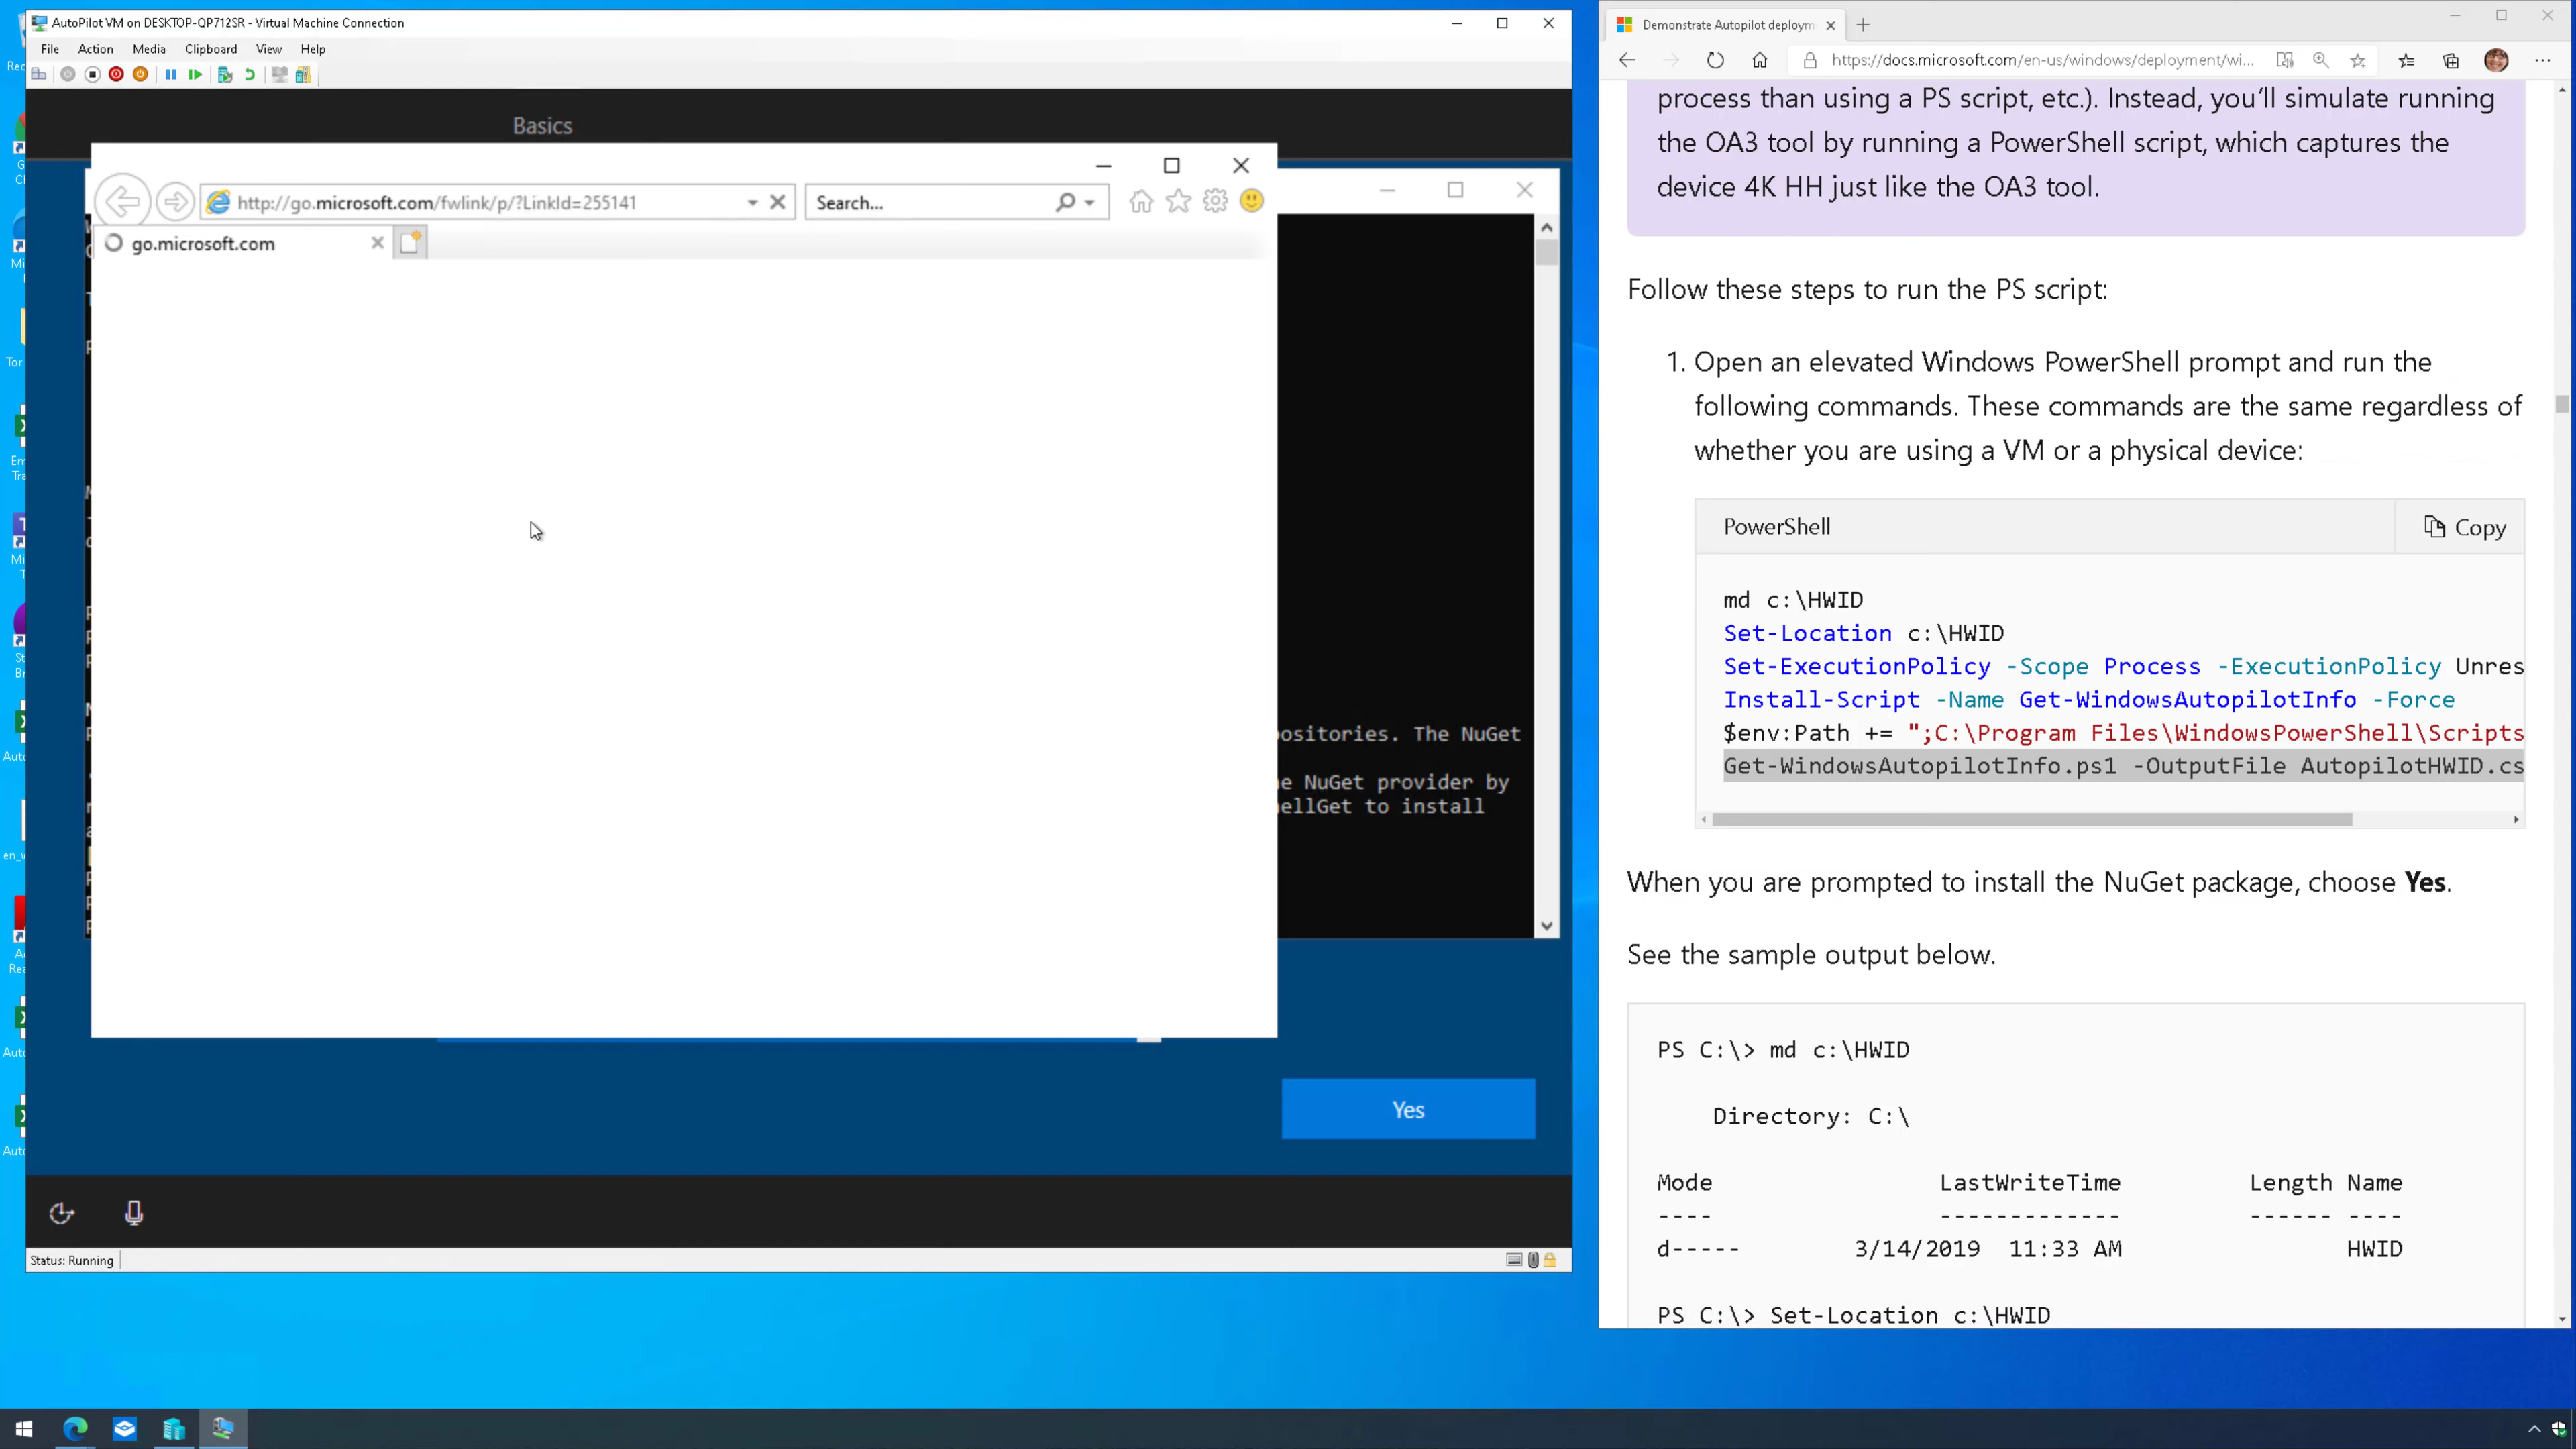 AutoPilot VM on DESKTOP-QP712SR - Virtual Machine Connection
File Action Media Clipboard View Help
Basics
http://go.microsoft.com/fwlink/p/?LinkId=255141
Search...
go.microsoft.com
ositories. The NuGet
e NuGet provider by
ellGet to install
Yes
Status: Running
Demonstrate Autopilot deploym
https://docs.microsoft.com/en-us/windows/deployment/wi...
process than using a PS script, etc.). Instead, you'll simulate running
the OA3 tool by running a PowerShell script, which captures the
device 4K HH just like the OA3 tool.
Follow these steps to run the PS script:
1. Open an elevated Windows PowerShell prompt and run the
following commands. These commands are the same regardless of
whether you are using a VM or a physical device:
PowerShell
Copy
md c:\HWID
Set-Location c:\HWID
Set-ExecutionPolicy -Scope Process -ExecutionPolicy Unres
Install-Script -Name Get-WindowsAutopilotInfo -Force
$env:Path += ";C:\Program Files\WindowsPowerShell\Scripts
Get-WindowsAutopilotInfo.ps1 -OutputFile AutopilotHWID.cs
When you are prompted to install the NuGet package, choose Yes.
See the sample output below.
PS C:\> md c:\HWID
Directory: C:\
Mode LastWriteTime Length Name
---- ------------- ------ ----
d----- 3/14/2019 11:33 AM HWID
PS C:\> Set-Location c:\HWID